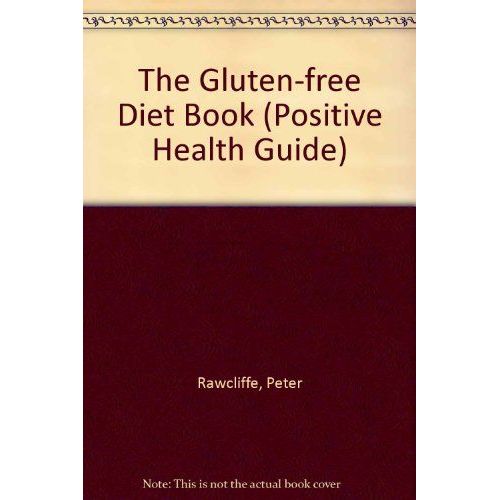 The Gluten-free
Diet Book (Positive
Health Guide)
Rawcliffe, Peter
Note: This is not the actual book cover